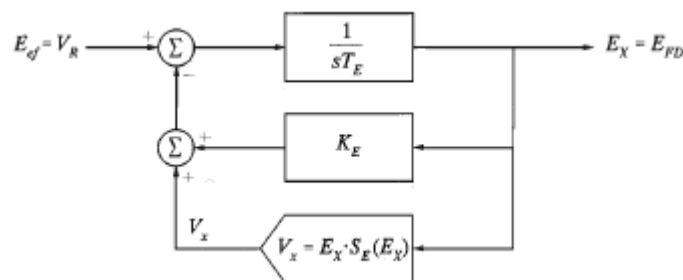 E_ef = V_R
+
Σ
−
1
sT_E
E_X = E_FD
Σ
+
K_E
+
V_x
V_x = E_X · S_E(E_X)